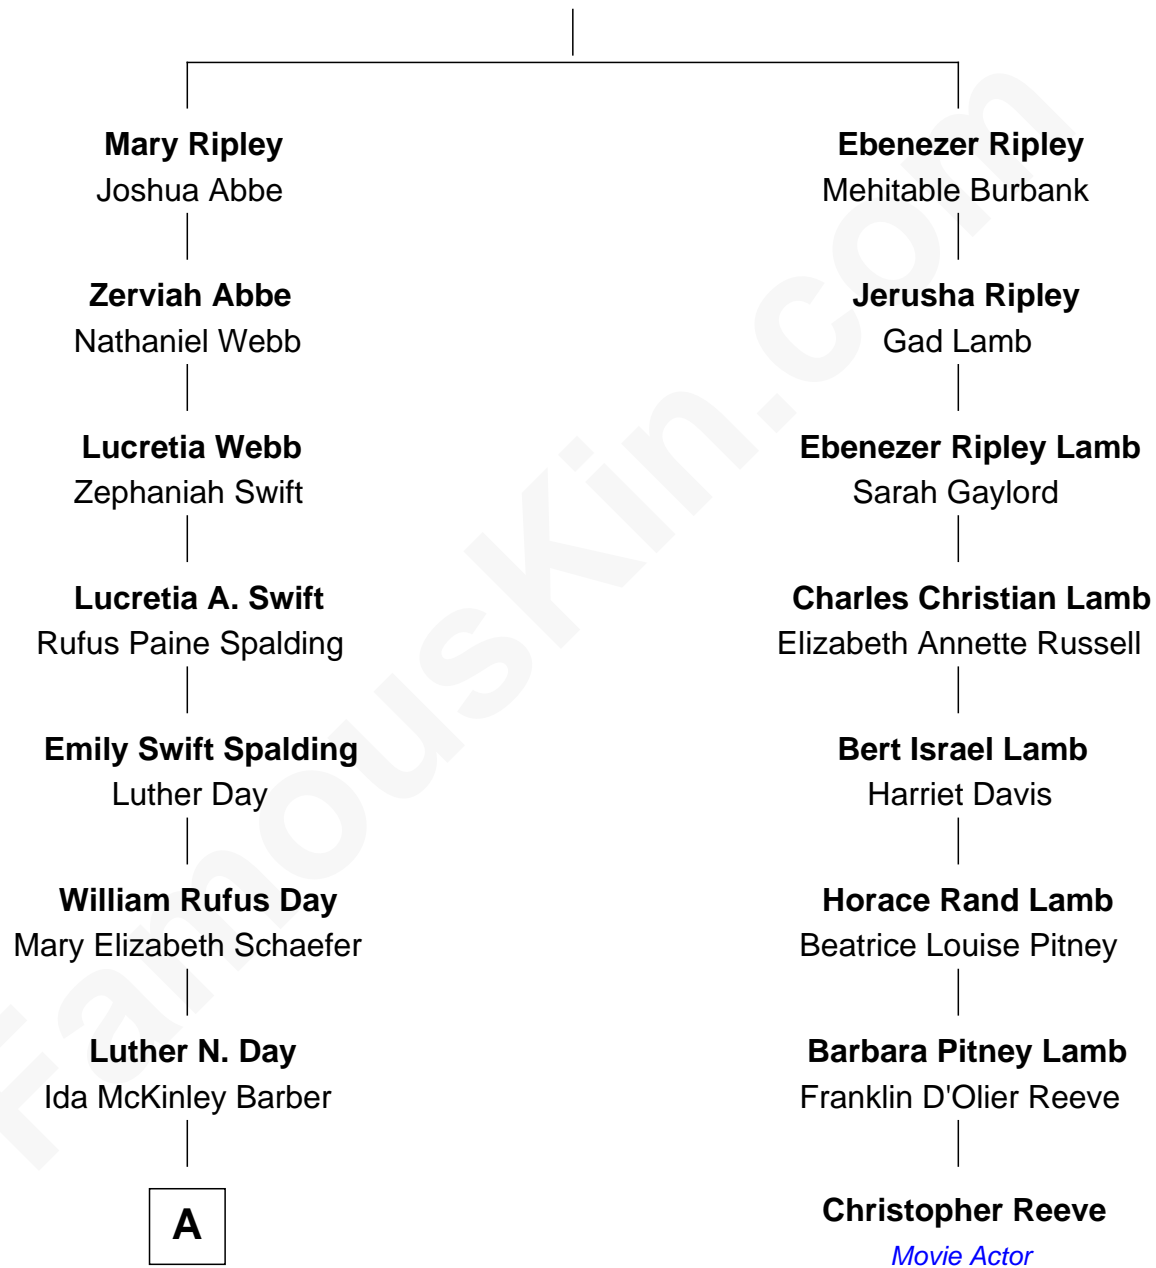 Mary Ripley
Joshua Abbe
Zerviah Abbe
Nathaniel Webb
Lucretia Webb
Zephaniah Swift
Lucretia A. Swift
Rufus Paine Spalding
Emily Swift Spalding
Luther Day
William Rufus Day
Mary Elizabeth Schaefer
Luther N. Day
Ida McKinley Barber
A
Ebenezer Ripley
Mehitable Burbank
Jerusha Ripley
Gad Lamb
Ebenezer Ripley Lamb
Sarah Gaylord
Charles Christian Lamb
Elizabeth Annette Russell
Bert Israel Lamb
Harriet Davis
Horace Rand Lamb
Beatrice Louise Pitney
Barbara Pitney Lamb
Franklin D'Olier Reeve
Christopher Reeve
Movie Actor
FamousKin.com